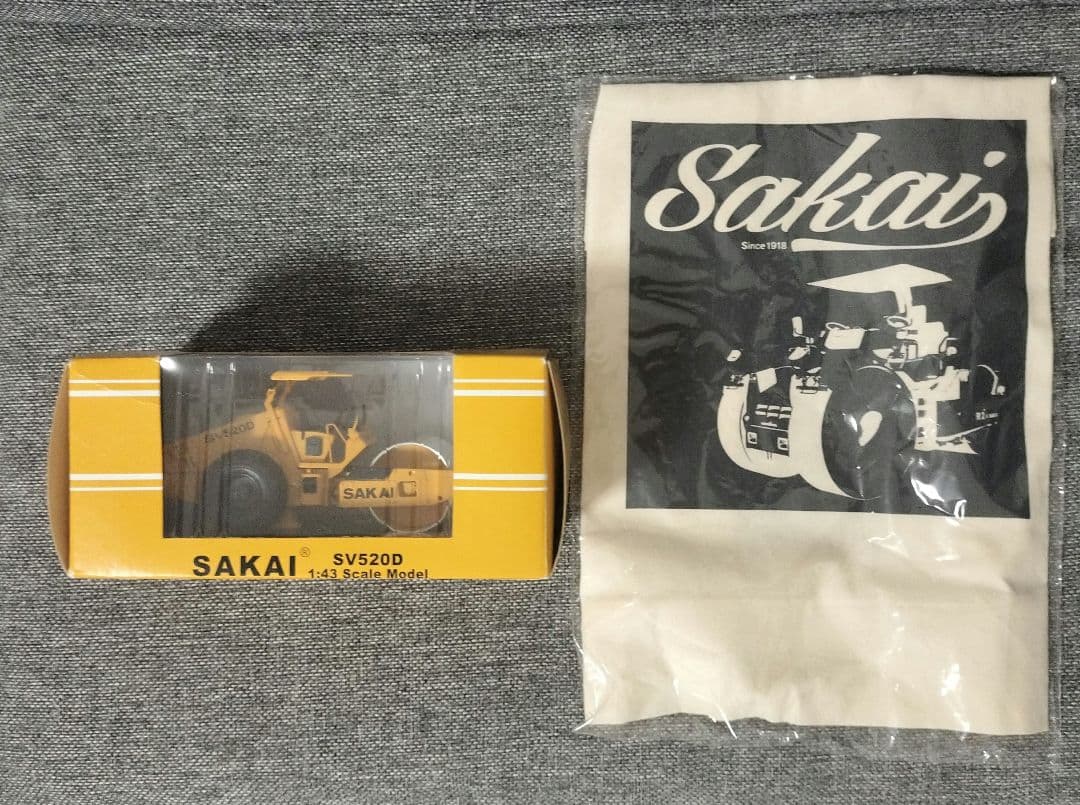 SV520D
SAKAI
SAKAI® SV520D
1:43 Scale Model
Sakai
Since 1918